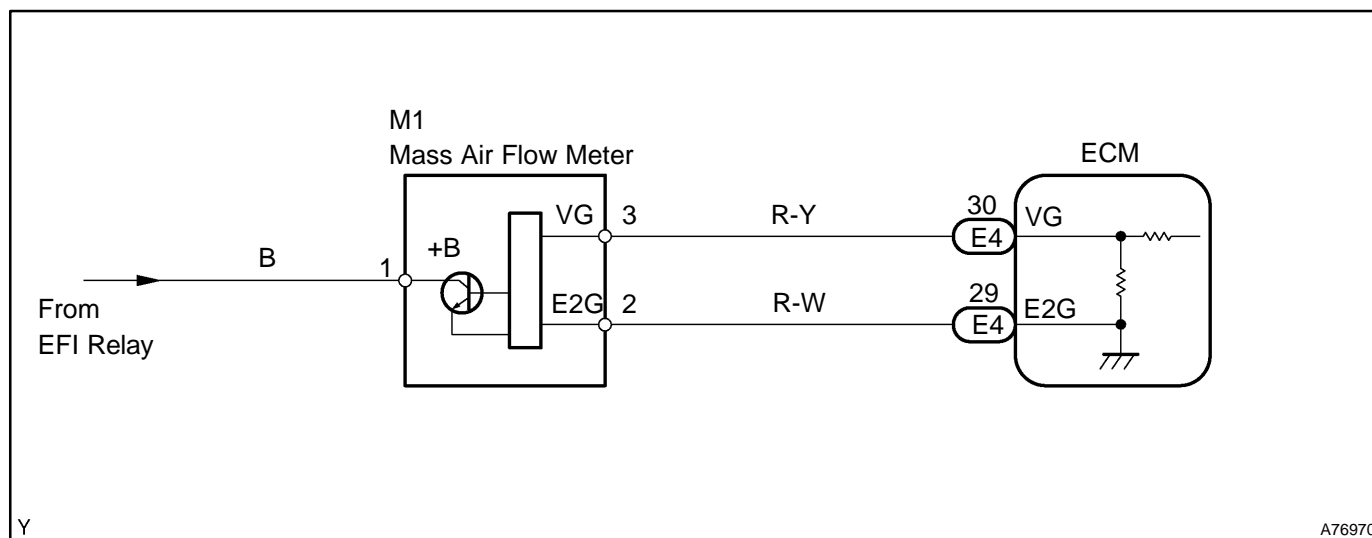 M1
Mass Air Flow Meter
ECM
VG
3
R-Y
30
E4
VG
+B
B
1
From
EFI Relay
E2G
2
R-W
29
E4
E2G
Y
A76970